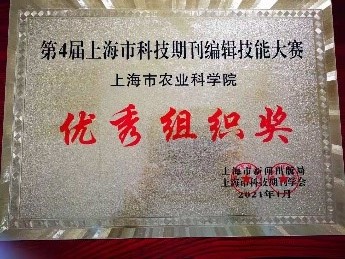 第4届上海市科技期刊编辑技能大赛
上海市农业科学院
优秀组织奖
上海市新闻出版局
上海市科技期刊学会
2021年1月